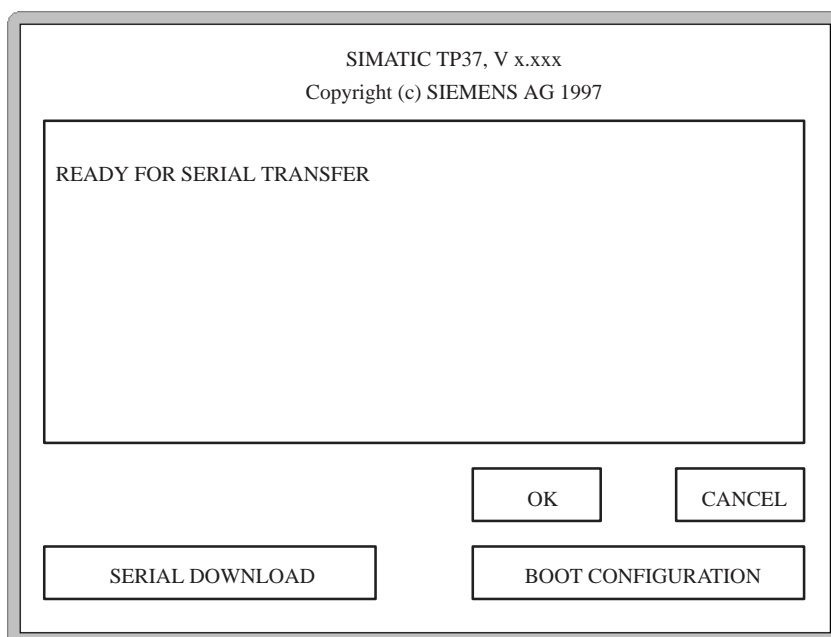 SIMATIC TP37, V x.xxx
Copyright (c) SIEMENS AG 1997
READY FOR SERIAL TRANSFER
OK
CANCEL
SERIAL DOWNLOAD
BOOT CONFIGURATION